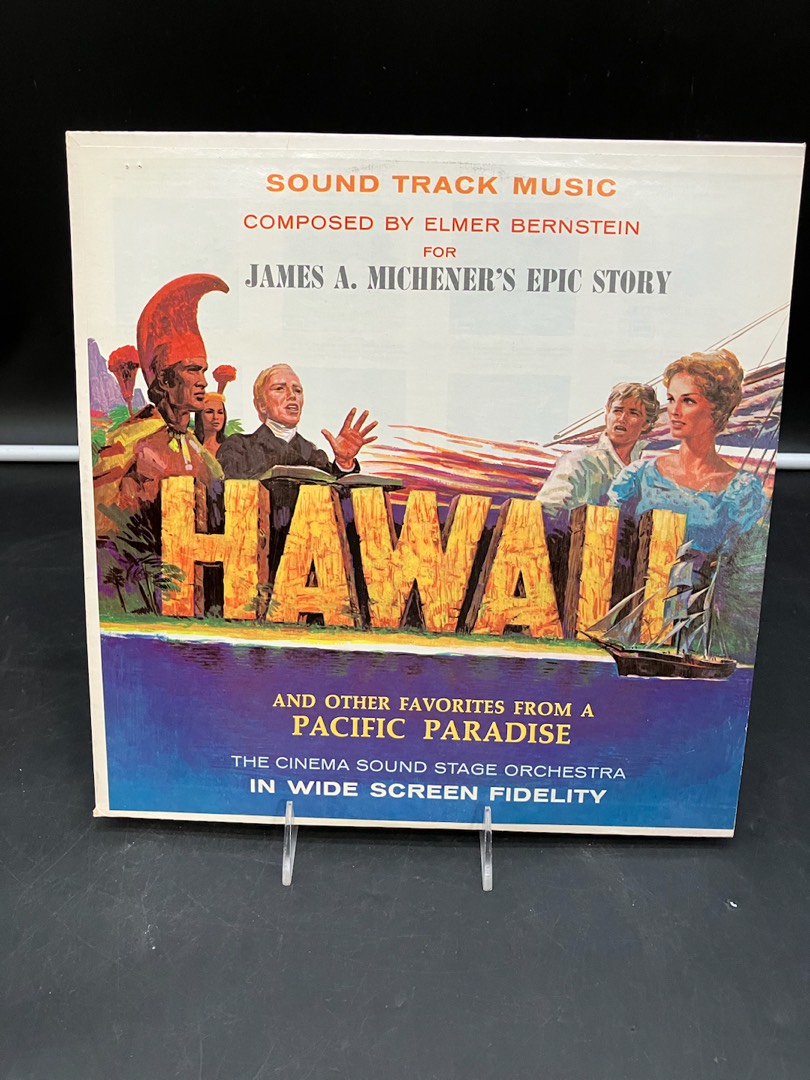 SOUND TRACK MUSIC
COMPOSED BY ELMER BERNSTEIN
FOR
JAMES A. MICHENER'S EPIC STORY
HAWAII
AND OTHER FAVORITES FROM A
PACIFIC PARADISE
THE CINEMA SOUND STAGE ORCHESTRA
IN WIDE SCREEN FIDELITY